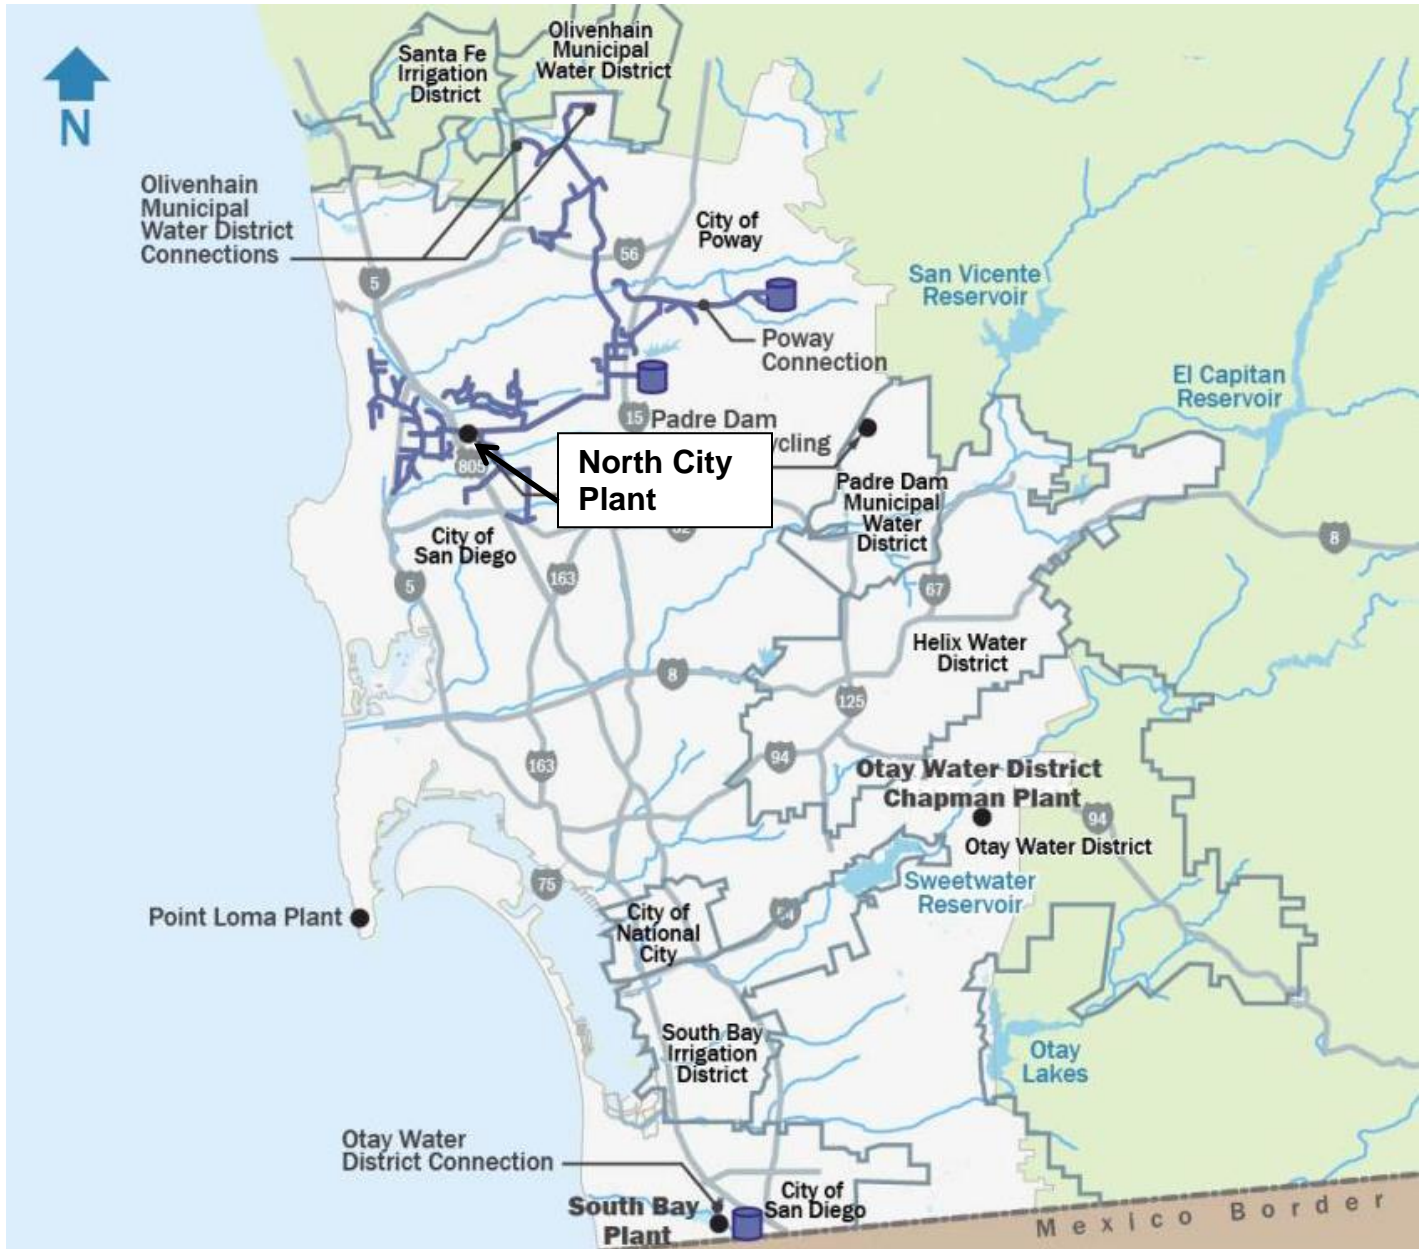 Olivenhain
Municipal
Water District
Santa Fe
Irrigation
District
N
Olivenhain
Municipal
Water District
Connections
City of
Poway
56
5
San Vicente
Reservoir
Poway
Connection
El Capitan
Reservoir
15
Padre Dam
ycling
North City
Plant
805
Padre Dam
Municipal
Water
District
City of
San Diego
8
5
163
67
Helix Water
District
8
125
163
94
Otay Water District
Chapman Plant
94
Otay Water District
75
Sweetwater
Reservoir
Point Loma Plant
City of
National
City
South Bay
Irrigation
District
Otay
Lakes
Otay Water
District Connection
South Bay
Plant
City of
San Diego
Mexico Border